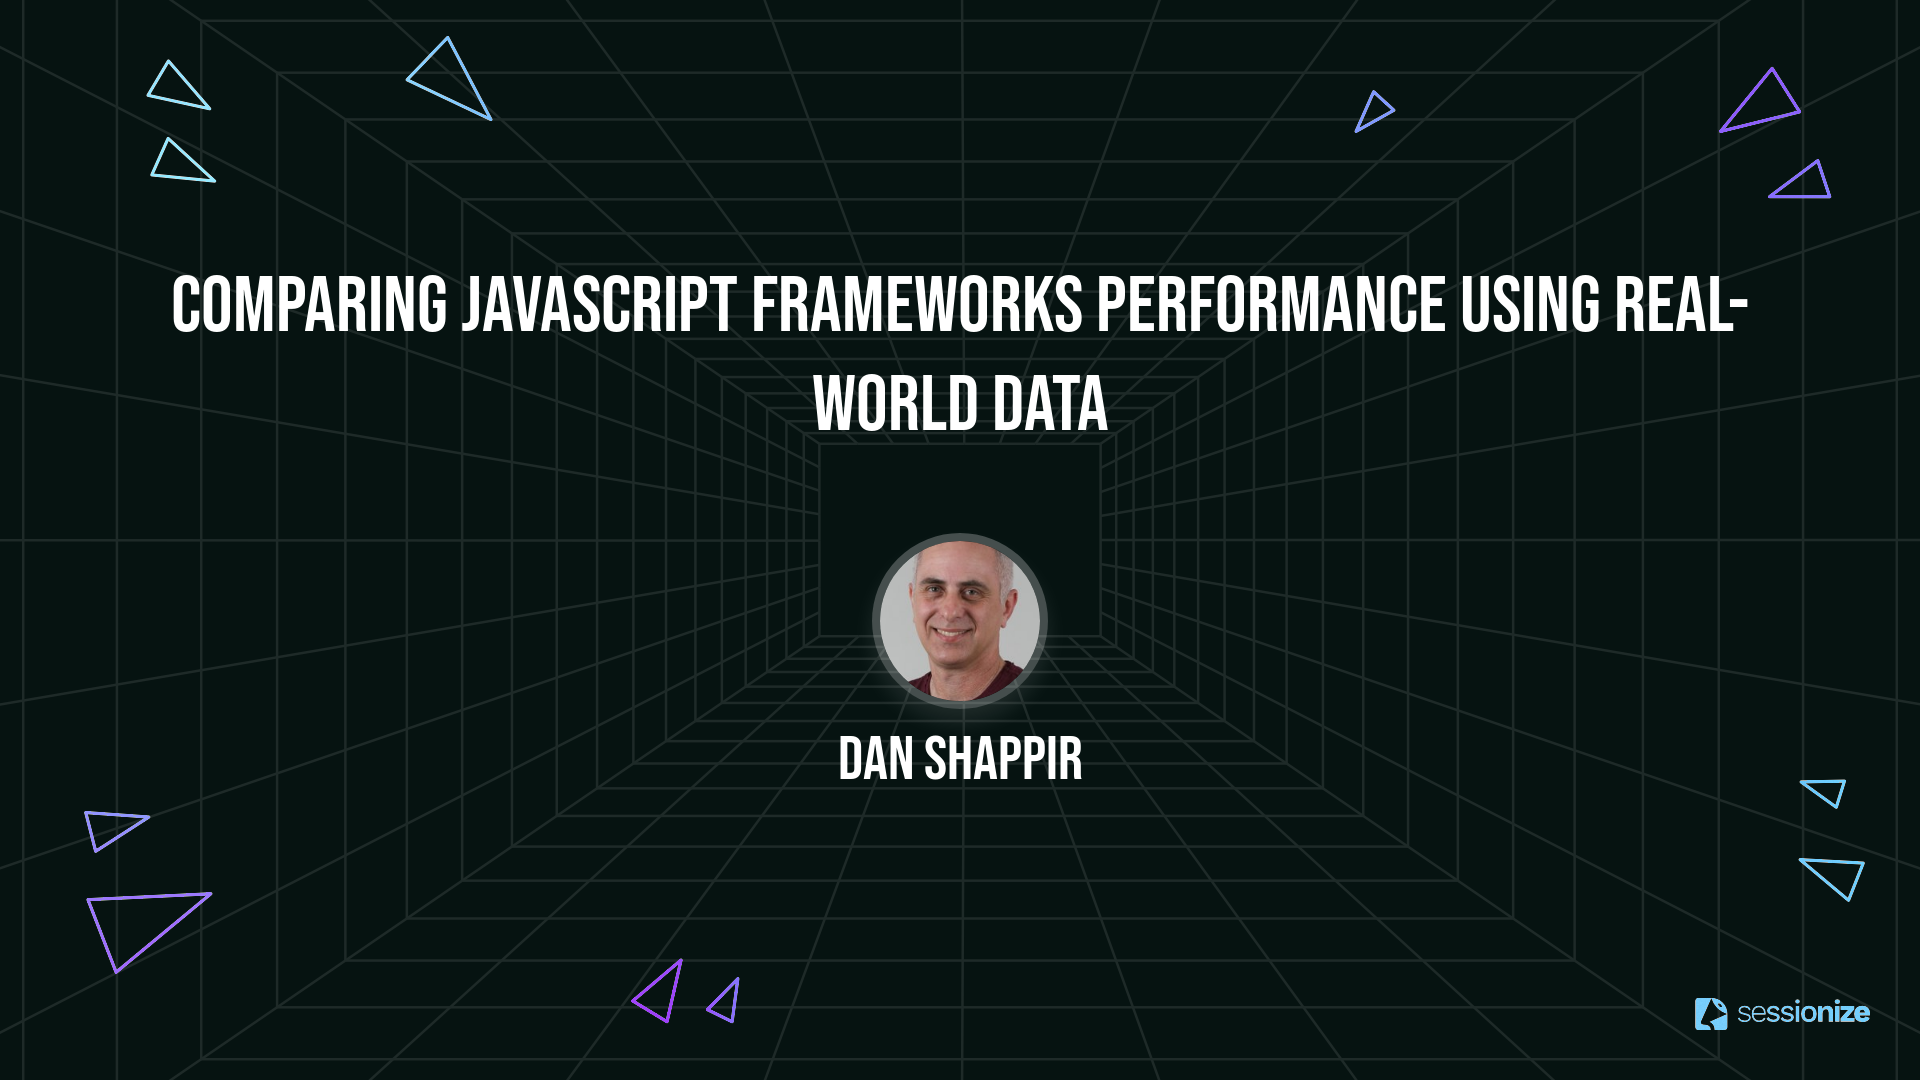 COMPARING JAVASCRIPT FRAMEWORKS PERFORMANCE USING REAL-
WORLD DATA
DAN SHAPPIR
sessionize